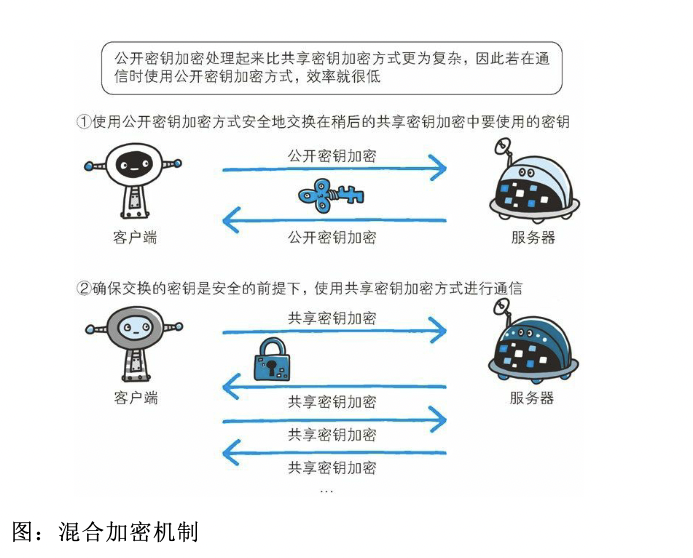 公开密钥加密处理起来比共享密钥加密方式更为复杂，因此若在通
信时使用公开密钥加密方式，效率就很低
①使用公开密钥加密方式安全地交换在稍后的共享密钥加密中要使用的密钥
公开密钥加密
公开密钥加密
客户端
服务器
②确保交换的密钥是安全的前提下，使用共享密钥加密方式进行通信
共享密钥加密
客户端
共享密钥加密
服务器
共享密钥加密
共享密钥加密
…
图：混合加密机制